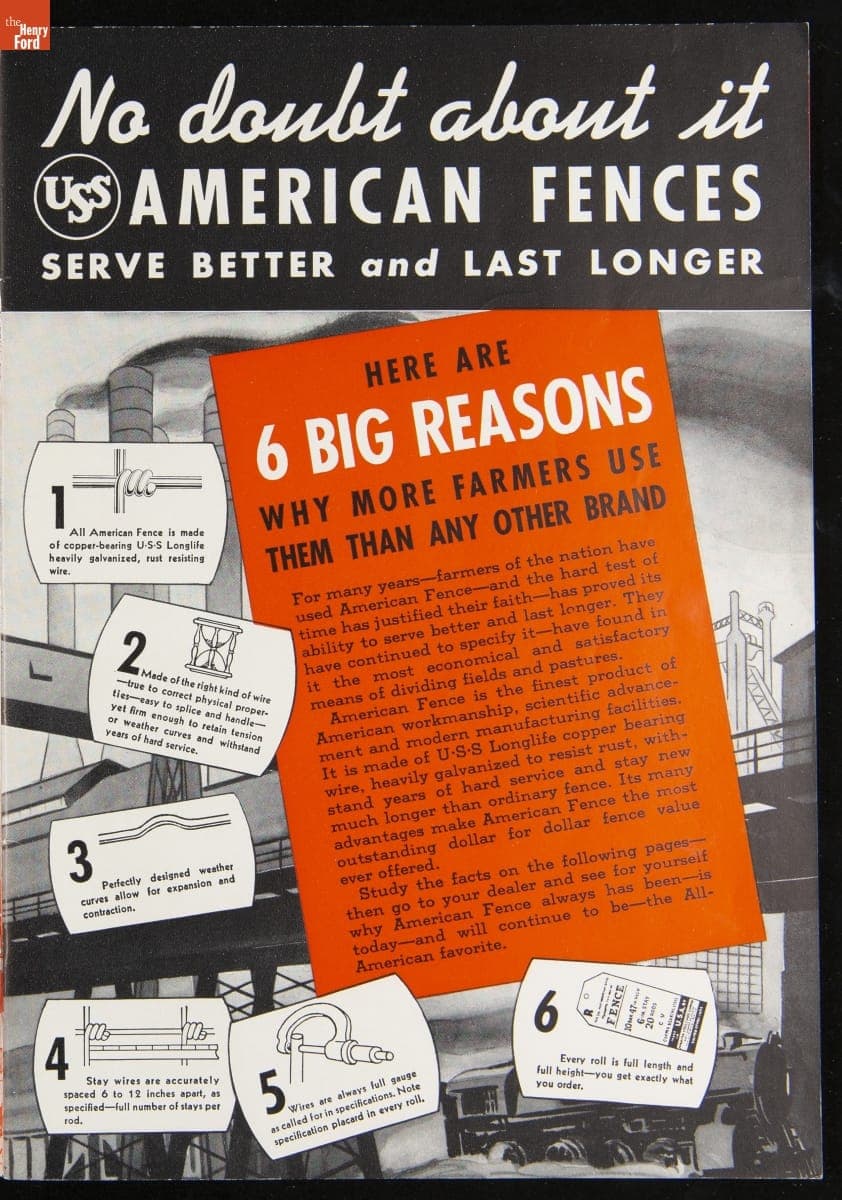 the
Henry
Ford
No doubt about it
USS AMERICAN FENCES
SERVE BETTER and LAST LONGER
HERE ARE
6 BIG REASONS
WHY MORE FARMERS USE
THEM THAN ANY OTHER BRAND
For many years—farmers of the nation have
used American Fence—and the hard test of
time has justified their faith—has proved its
ability to serve better and last longer. They
have continued to specify it—have found in
it the most economical and satisfactory
means of dividing fields and pastures.
American Fence is the finest product of
American workmanship, scientific advance-
ment and modern manufacturing facilities.
It is made of U·S·S Longlife copper bearing
wire, heavily galvanized to resist rust, with-
stand years of hard service and stay new
much longer than ordinary fence. Its many
advantages make American Fence the most
outstanding dollar for dollar fence value
ever offered.
Study the facts on the following pages—
then go to your dealer and see for yourself
why American Fence always has been—is
today—and will continue to be—the All-
American favorite.
1
All American Fence is made
of copper-bearing U·S·S Longlife
heavily galvanized, rust resisting
wire.
2
Made of the right kind of wire
—true to correct physical proper-
ties—easy to splice and handle—
yet firm enough to retain tension
or weather curves and withstand
years of hard service.
3
Perfectly designed weather
curves allow for expansion and
contraction.
4
Stay wires are accurately
spaced 6 to 12 inches apart, as
specified—full number of stays per
rod.
5
Wires are always full gauge
as called for in specifications. Note
specification placard in every roll.
6
R
FENCE
10 BAR 47 IN HIGH
6 IN. STAY
20 RODS
U.S.A.
Every roll is full length and
full height—you get exactly what
you order.